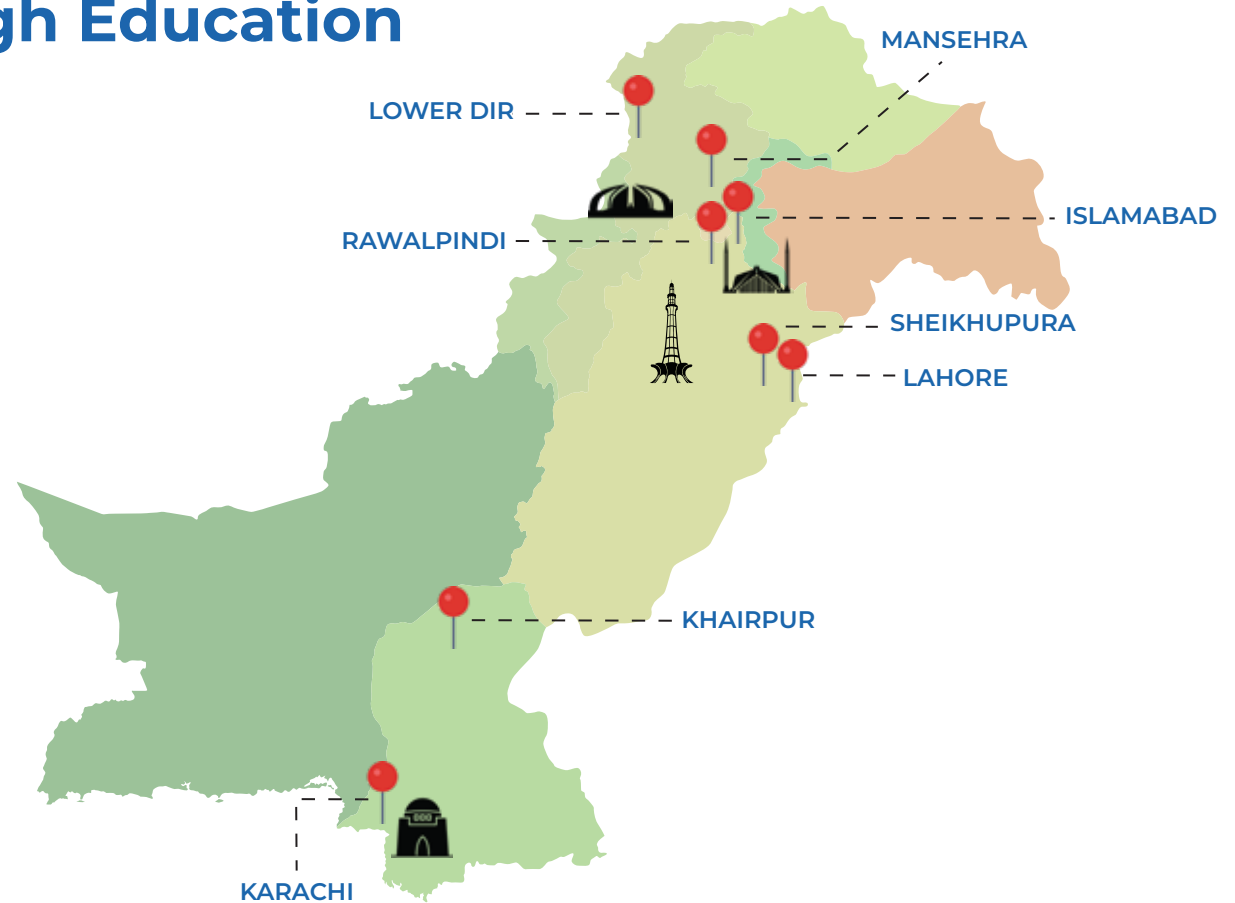 gh Education
MANSEHRA
LOWER DIR
ISLAMABAD
RAWALPINDI
SHEIKHUPURA
LAHORE
KHAIRPUR
KARACHI